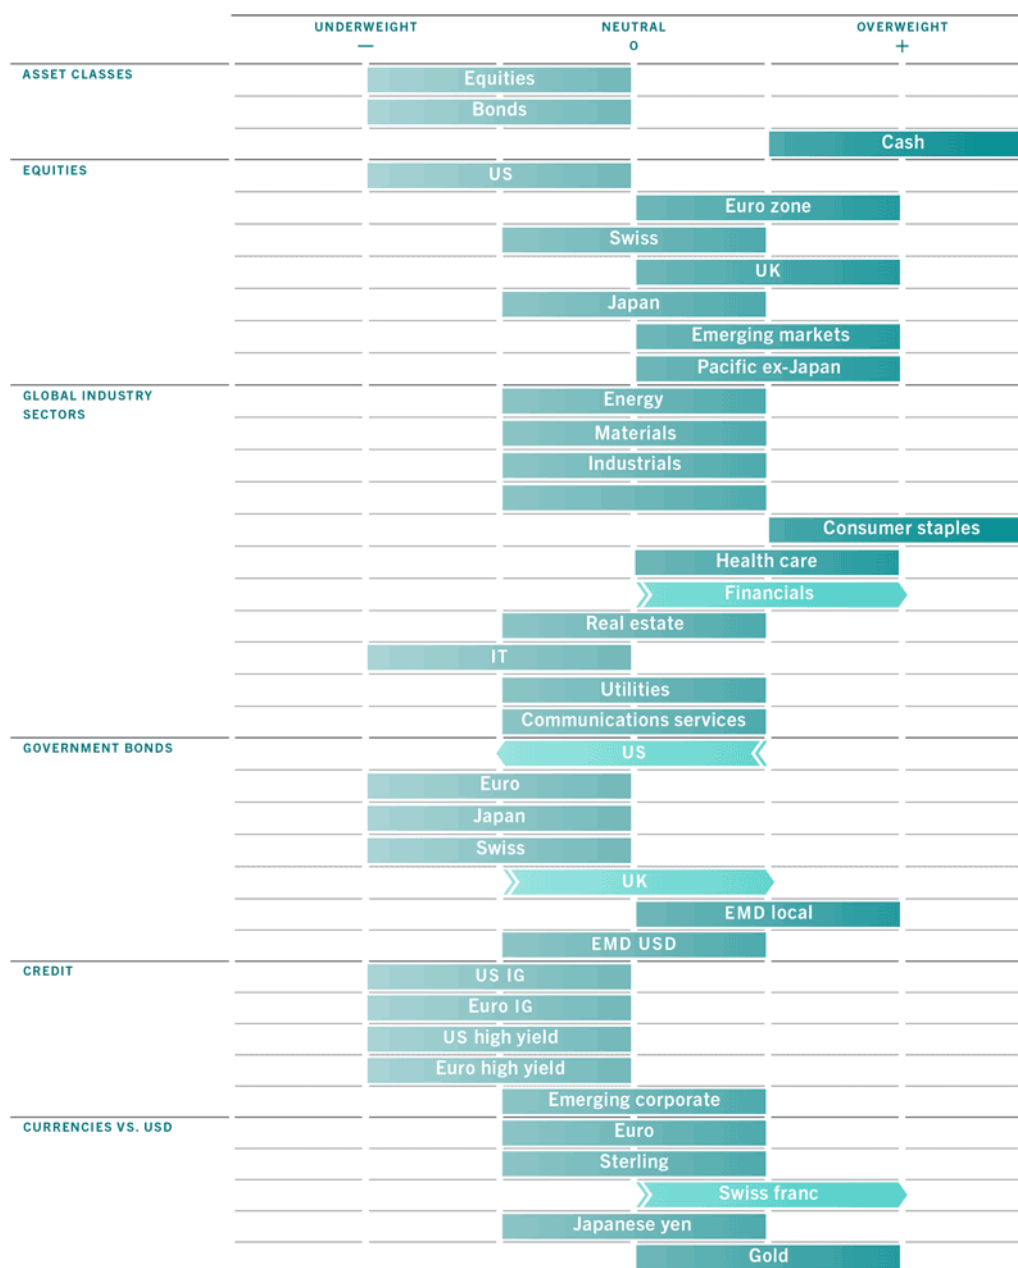 UNDERWEIGHT NEUTRAL OVERWEIGHT
— o +
ASSET CLASSES Equities
Bonds
Cash
EQUITIES US
Euro zone
Swiss
UK
Japan
Emerging markets
Pacific ex-Japan
GLOBAL INDUSTRY Energy
SECTORS
Materials
Industrials
Consumer staples
Health care
Financials
Real estate
IT
Utilities
Communications services
GOVERNMENT BONDS US
Euro
Japan
Swiss
UK
EMD local
EMD USD
CREDIT US IG
Euro IG
US high yield
Euro high yield
Emerging corporate
CURRENCIES VS. USD Euro
Sterling
Swiss franc
Japanese yen
Gold